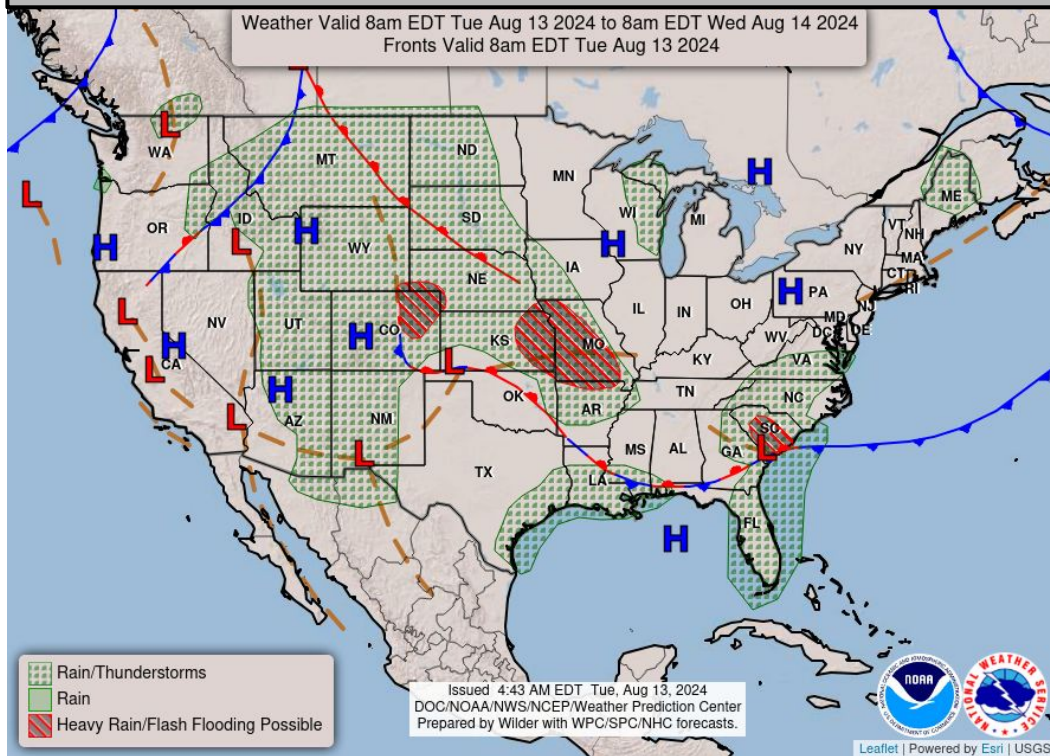 Weather Valid 8am EDT Tue Aug 13 2024 to 8am EDT Wed Aug 14 2024
Fronts Valid 8am EDT Tue Aug 13 2024
L
WA
MT
ND
MN
H
ME
L
OR
ID
H
WY
SD
WI
MI
VT
NH
NY
MA
CT
RI
H
L
H
IA
NE
H
PA
NJ
MD
DE
DC
L
NV
UT
H
CO
KS
MO
IL
IN
OH
WV
VA
KY
H
CA
L
L
H
AZ
NM
L
OK
AR
TN
NC
SC
L
L
TX
LA
MS
AL
GA
L
H
FL
Rain/Thunderstorms
Rain
Heavy Rain/Flash Flooding Possible
Issued 4:43 AM EDT Tue, Aug 13, 2024
DOC/NOAA/NWS/NCEP/Weather Prediction Center
Prepared by Wilder with WPC/SPC/NHC forecasts.
NOAA
NATIONAL WEATHER SERVICE
Leaflet | Powered by Esri | USGS